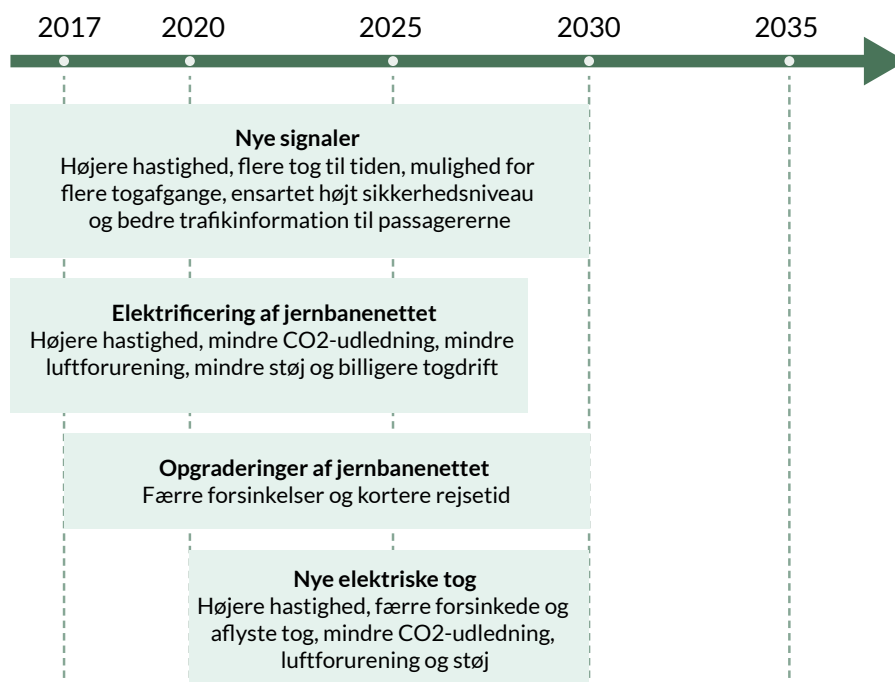 2017 2020 2025 2030 2035
Nye signaler
Højere hastighed, flere tog til tiden, mulighed for
flere togafgange, ensartet højt sikkerhedsniveau
og bedre trafikinformation til passagererne
Elektrificering af jernbanenettet
Højere hastighed, mindre CO2-udledning, mindre
luftforurening, mindre støj og billigere togdrift
Opgraderinger af jernbanenettet
Færre forsinkelser og kortere rejsetid
Nye elektriske tog
Højere hastighed, færre forsinkede og
aflyste tog, mindre CO2-udledning,
luftforurening og støj